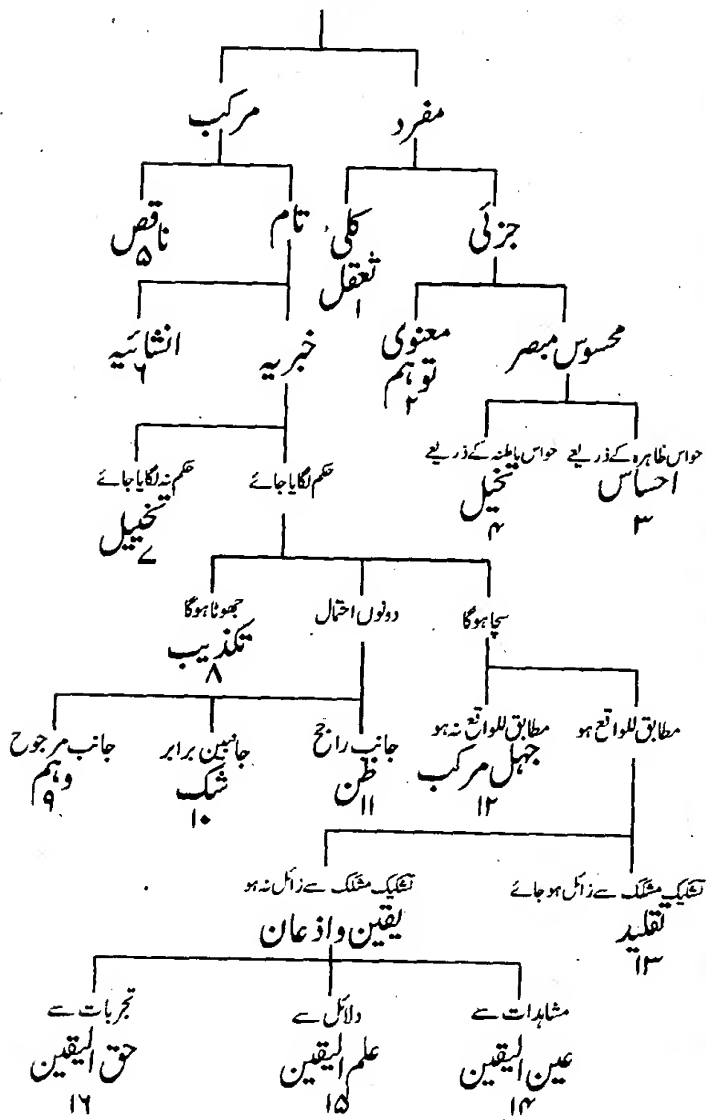 مفرد
مرکب
جزئی
کلی
تعقل
۱
تام
ناقص
۵
محسوس مبصر
معنوی
توہم
۲
خبریہ
انشائیہ
۶
حواس ظاہرہ کے ذریعے
احساس
۳
حواس باطنہ کے ذریعے
تخیل
۴
حکم لگایا جائے
حکم نہ لگایا جائے
تخییل
۷
سچا ہوگا
دونوں احتمال
جھوٹا ہوگا
تکذیب
۸
مطابق للواقع ہو
مطابق للواقع نہ ہو
جہل مرکب
۱۲
جانب راجح
ظن
۱۱
جانبین برابر
شک
۱۰
جانب مرجوح
وہم
۹
تشکیک مشکک سے زائل ہو جائے
تقلید
۱۳
تشکیک مشکک سے زائل نہ ہو
یقین واذعان
مشاہدات سے
عین الیقین
۱۴
دلائل سے
علم الیقین
۱۵
تجربات سے
حق الیقین
۱۶